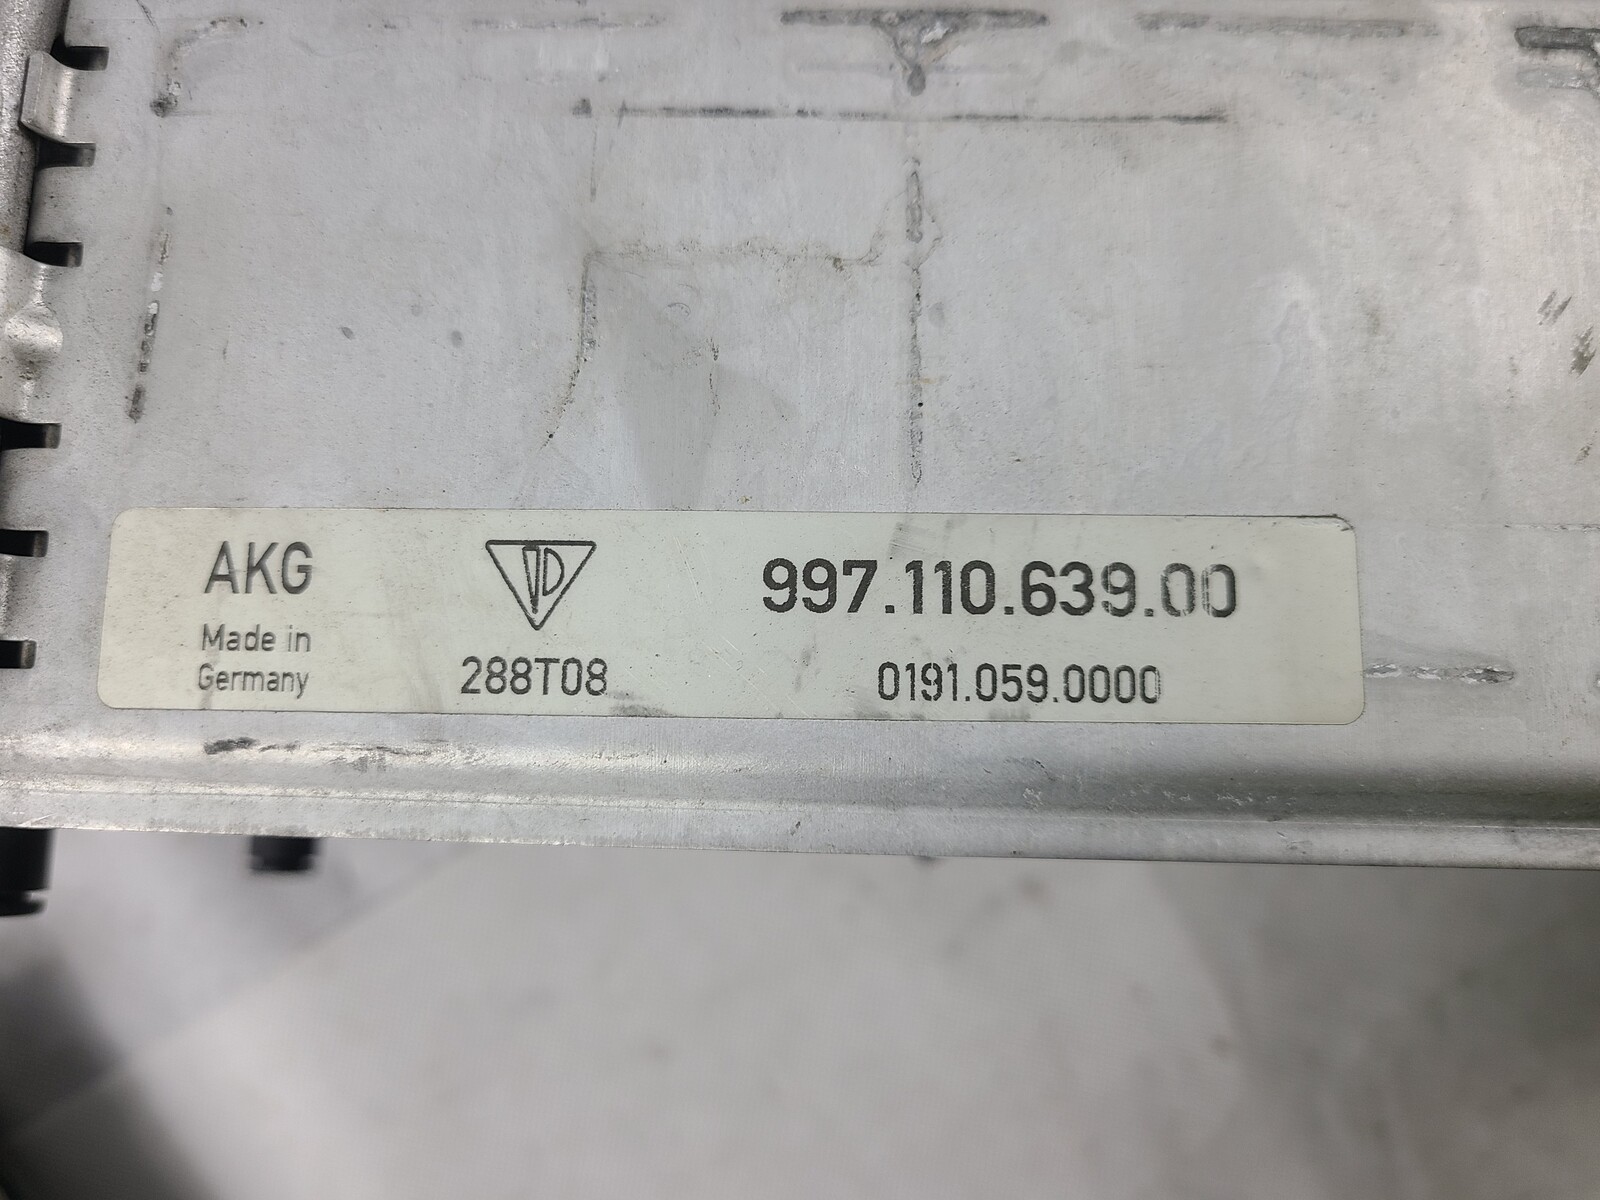 AKG
Made in
Germany
288T08
997.110.639.00
0191.059.0000